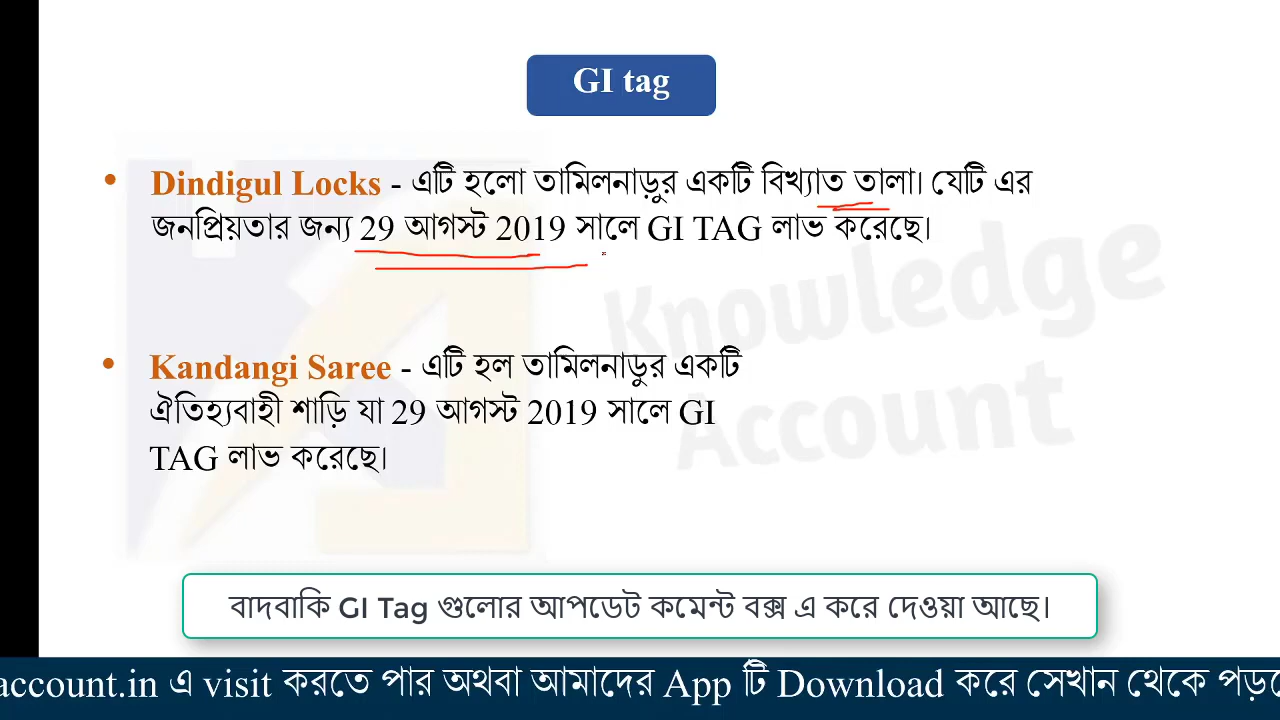 GI tag
• Dindigul Locks - এটি হলো তামিলনাড়ুর একটি বিখ্যাত তালা। যেটি এর
জনপ্রিয়তার জন্য 29 আগস্ট 2019 সালে GI TAG লাভ করেছে।
Knowledge
Account
• Kandangi Saree - এটি হল তামিলনাডুর একটি
ঐতিহ্যবাহী শাড়ি যা 29 আগস্ট 2019 সালে GI
TAG লাভ করেছে।
বাদবাকি GI Tag গুলোর আপডেট কমেন্ট বক্স এ করে দেওয়া আছে।
account.in এ visit করতে পার অথবা আমাদের App টি Download করে সেখান থেকে